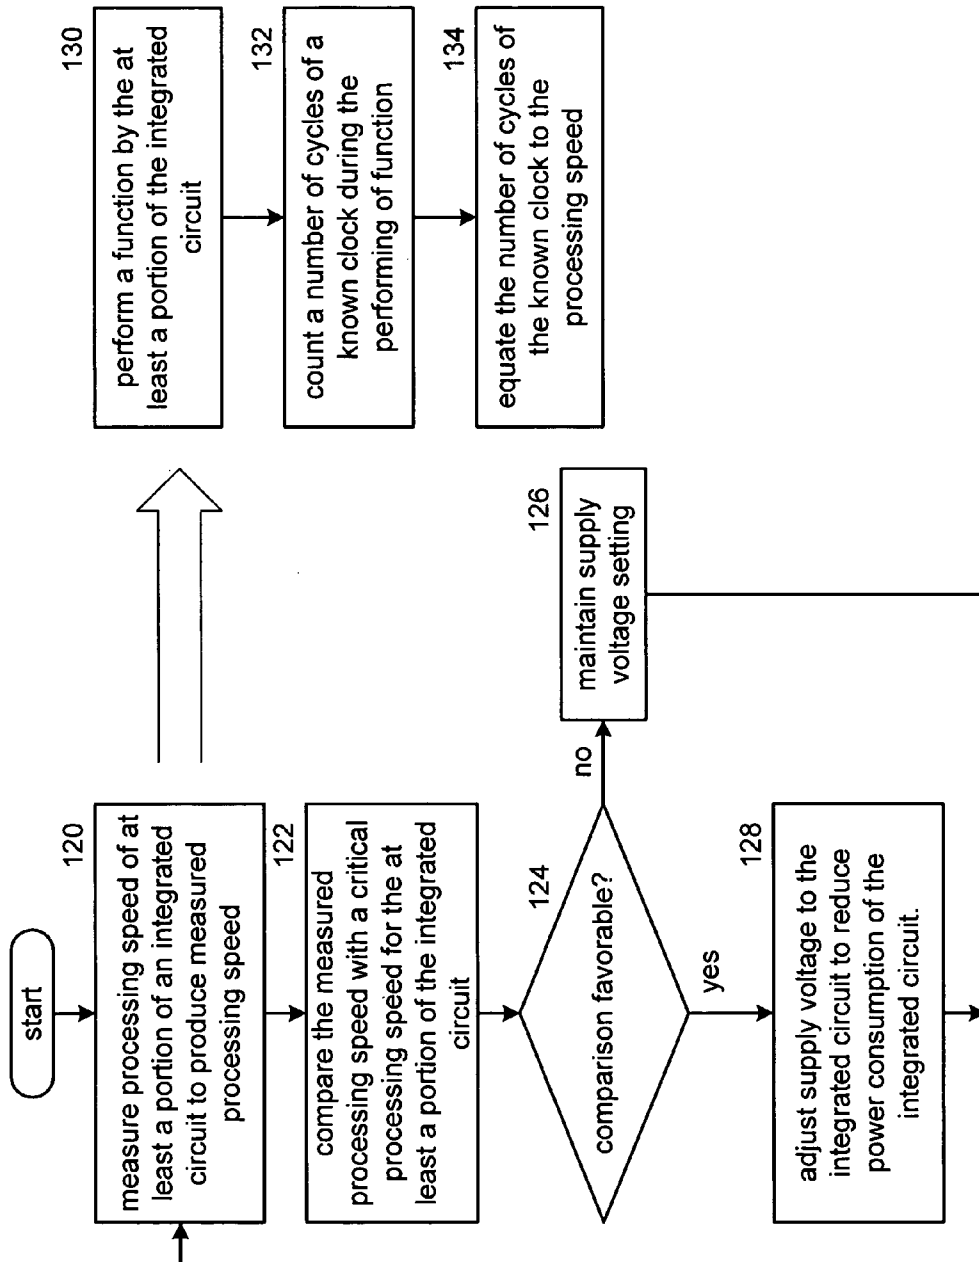 start
120
measure processing speed of at
least a portion of an integrated
circuit to produce measured
processing speed
122
compare the measured
processing speed with a critical
processing speed for the at
least a portion of the integrated
circuit
124
comparison favorable?
no
yes
126
maintain supply
voltage setting
128
adjust supply voltage to the
integrated circuit to reduce
power consumption of the
integrated circuit.
130
perform a function by the at
least a portion of the integrated
circuit
132
count a number of cycles of a
known clock during the
performing of function
134
equate the number of cycles of
the known clock to the
processing speed